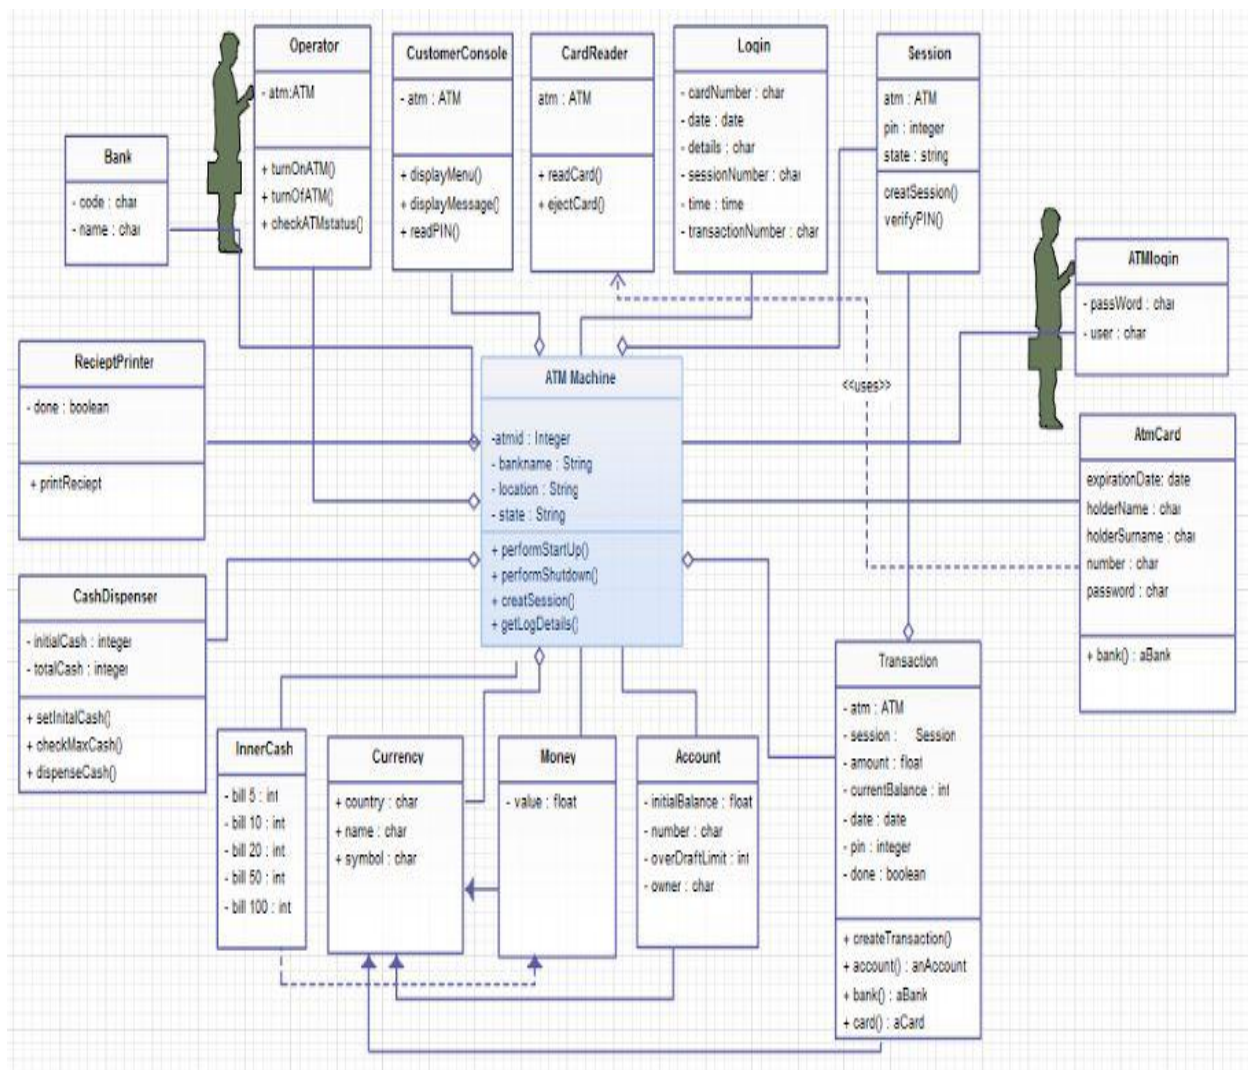 Operator
- atm:ATM
+ turnOnATM()
+ turnOfATM()
+ checkATMstatus()
CustomerConsole
- atm : ATM
+ displayMenu()
+ displayMessage()
+ readPIN()
CardReader
atm : ATM
+ readCard()
+ ejectCard()
Login
- cardNumber : char
- date : date
- details : char
- sessionNumber : char
- time : time
- transactionNumber : char
Session
atm : ATM
pin : integer
state : string
creatSession()
verifyPIN()
Bank
- code : char
- name : char
ATMlogin
- passWord : char
- user : char
RecieptPrinter
- done : boolean
+ printReciept
ATM Machine
-atmid : Integer
- bankname : String
- location : String
- state : String
+ performStartUp()
+ performShutdown()
+ creatSession()
+ getLogDetails()
<<uses>>
AtmCard
expirationDate: date
holderName : char
holderSurname : char
number : char
password : char
+ bank() : aBank
CashDispenser
- initialCash : integer
- totalCash : integer
+ setInitalCash()
+ checkMaxCash()
+ dispenseCash()
InnerCash
- bill 5 : int
- bill 10 : int
- bill 20 : int
- bill 50 : int
- bill 100 : int
Currency
+ country : char
+ name : char
+ symbol : char
Money
- value : float
Account
- initialBalance : float
- number : char
- overDraftLimit : int
- owner : char
Transaction
- atm : ATM
- session : Session
- amount : float
- currentBalance : int
- date : date
- pin : integer
- done : boolean
+ createTransaction()
+ account() : anAccount
+ bank() : aBank
+ card() : aCard